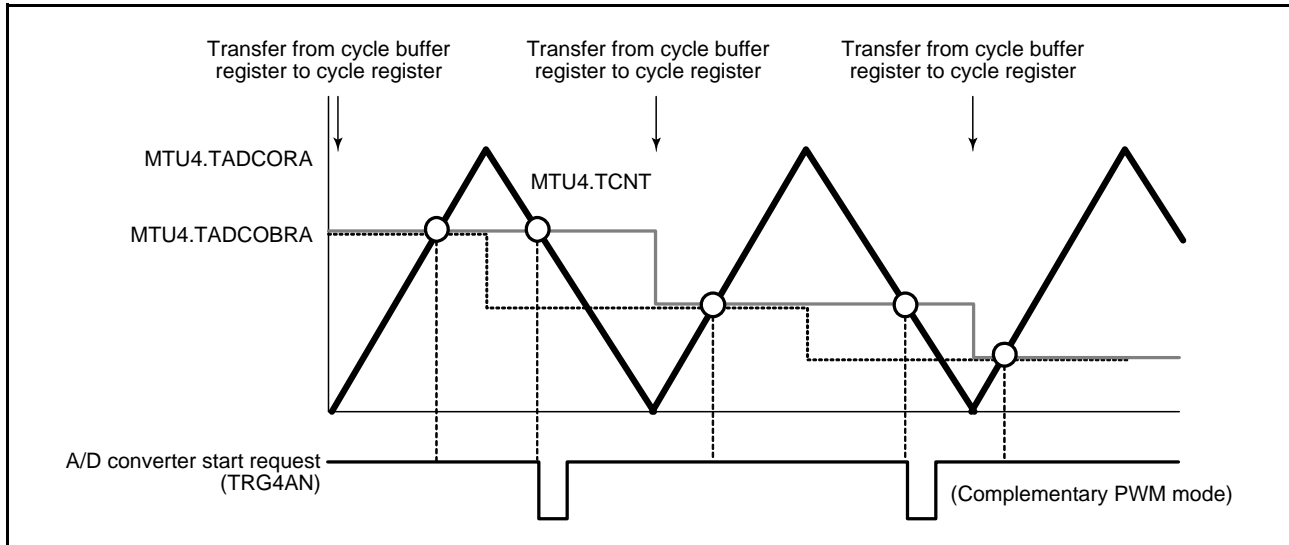 Transfer from cycle buffer
register to cycle register
Transfer from cycle buffer
register to cycle register
Transfer from cycle buffer
register to cycle register
MTU4.TADCORA
MTU4.TCNT
MTU4.TADCOBRA
A/D converter start request
(TRG4AN)
(Complementary PWM mode)